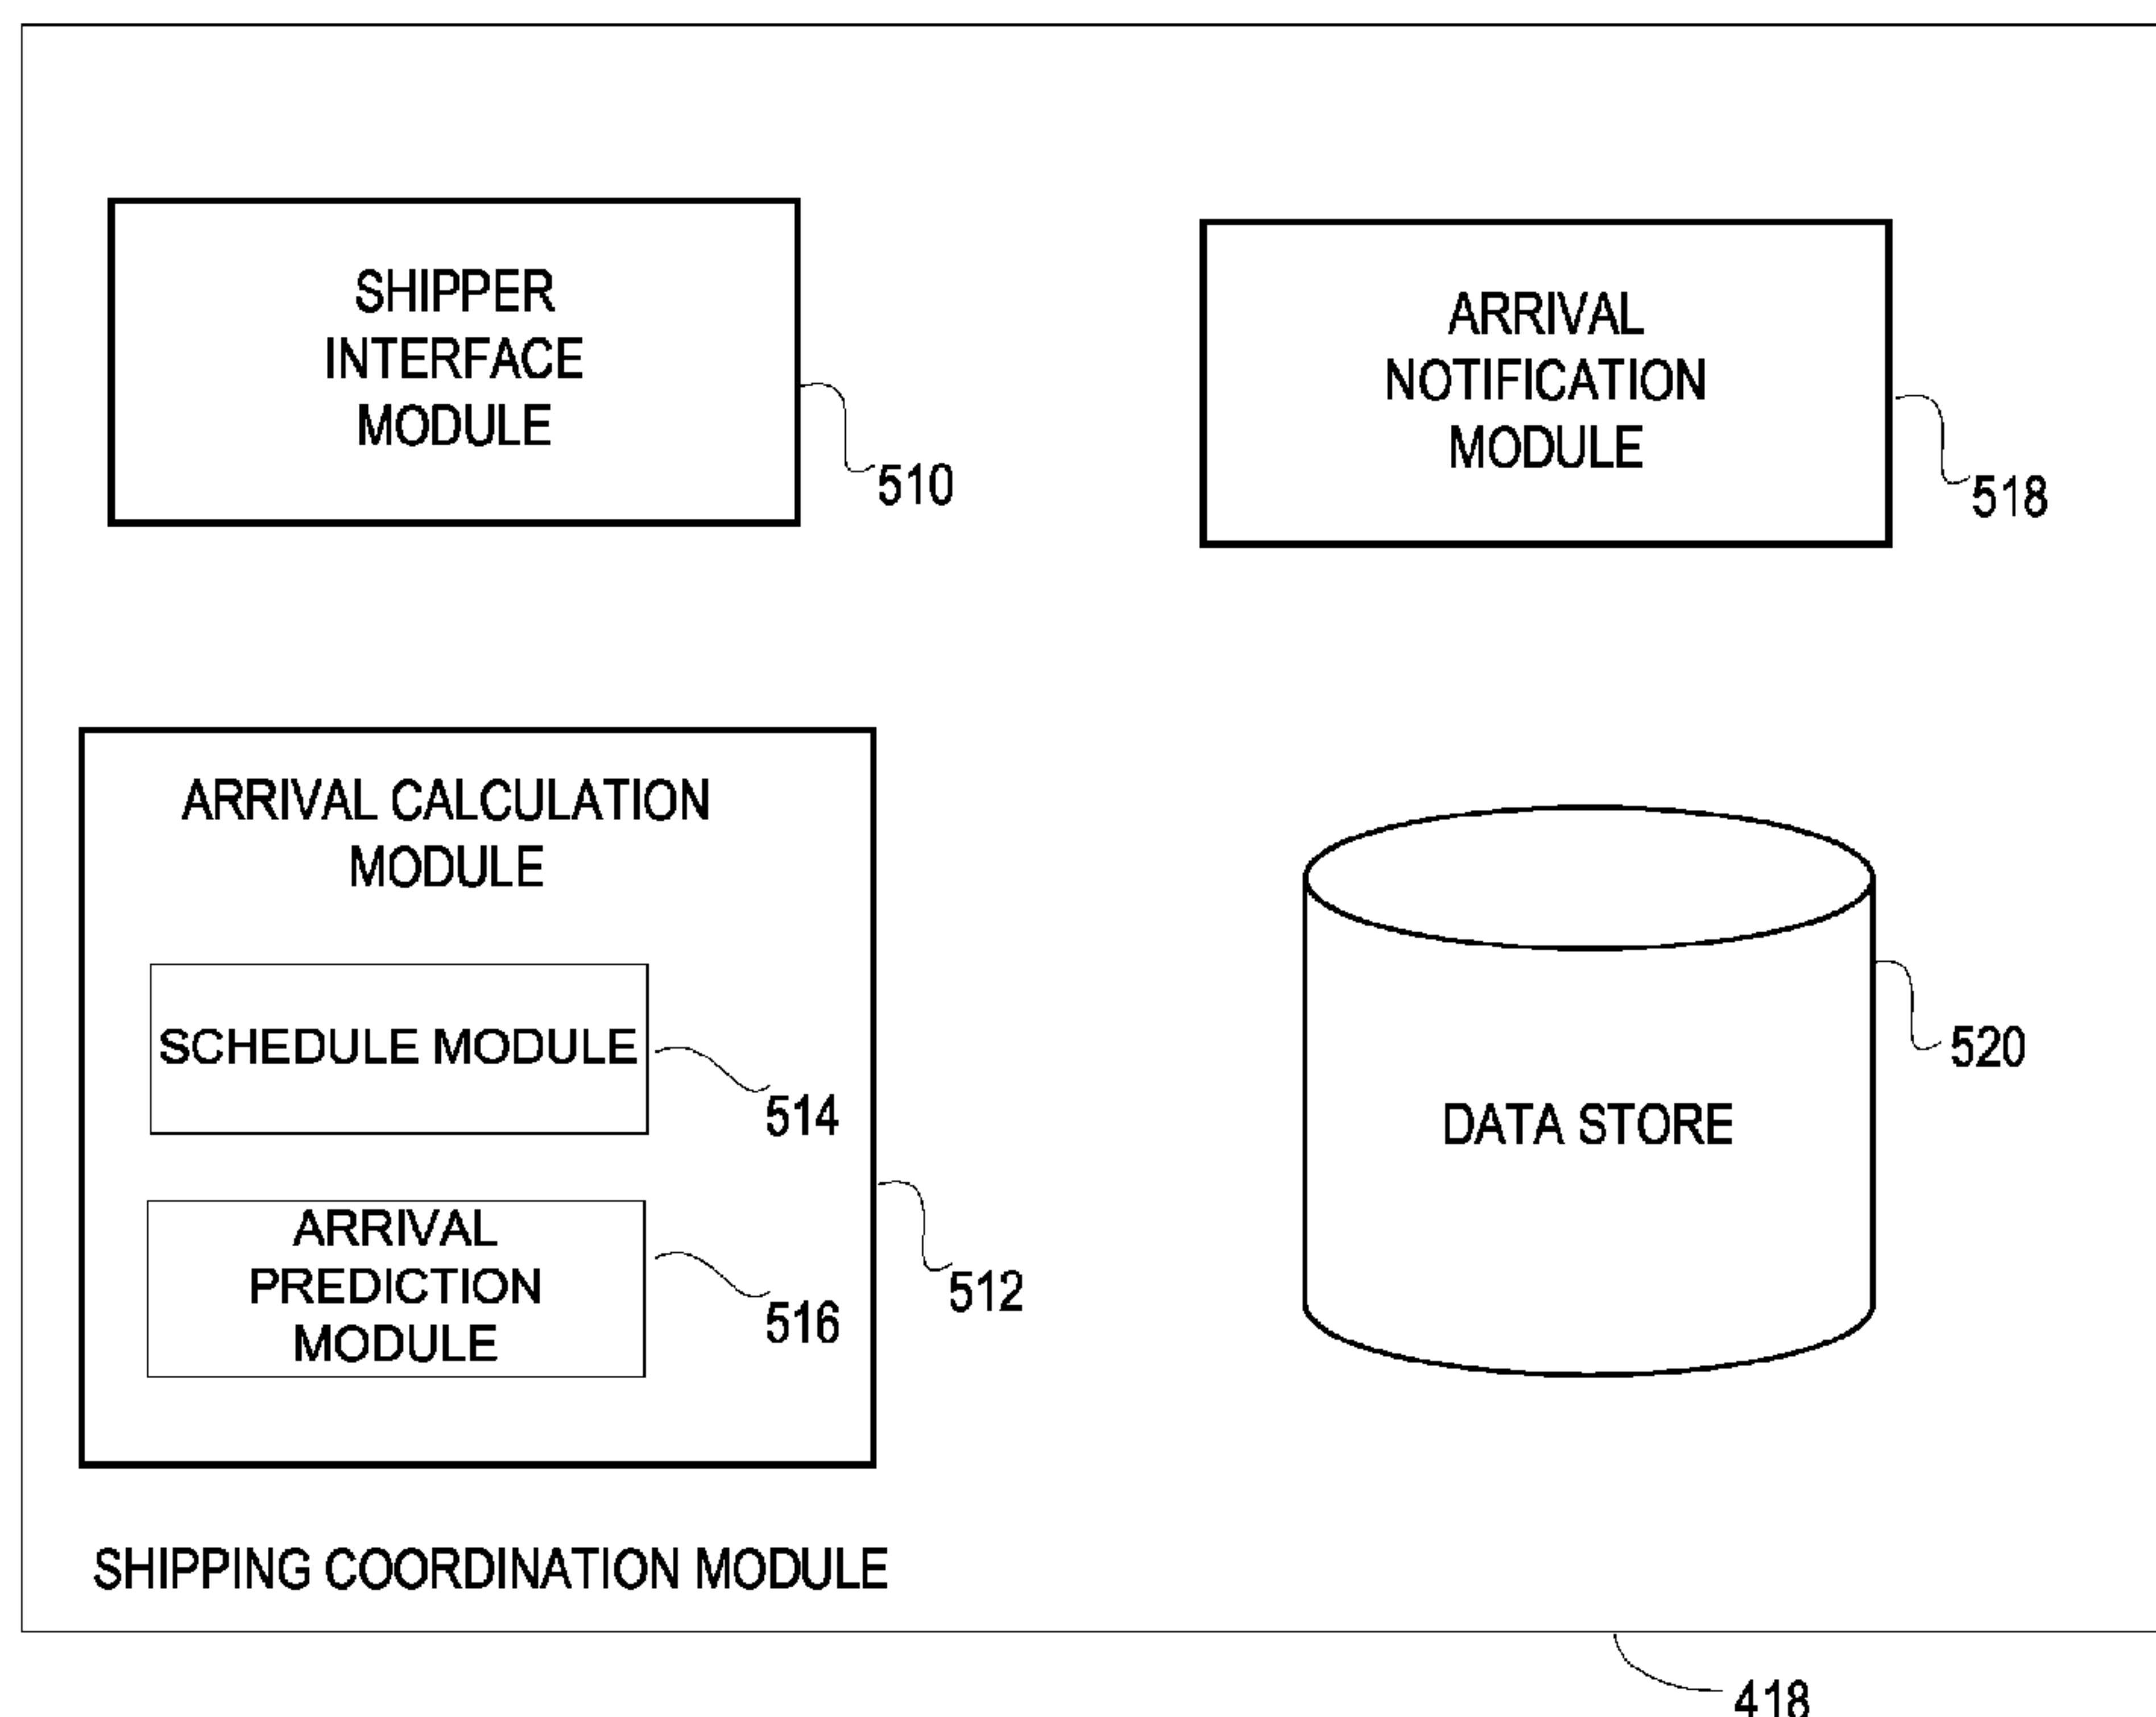 SHIPPER
INTERFACE
MODULE
510
ARRIVAL
NOTIFICATION
MODULE
518
ARRIVAL CALCULATION
MODULE
SCHEDULE MODULE
514
ARRIVAL
PREDICTION
MODULE
516
512
DATA STORE
520
SHIPPING COORDINATION MODULE
418